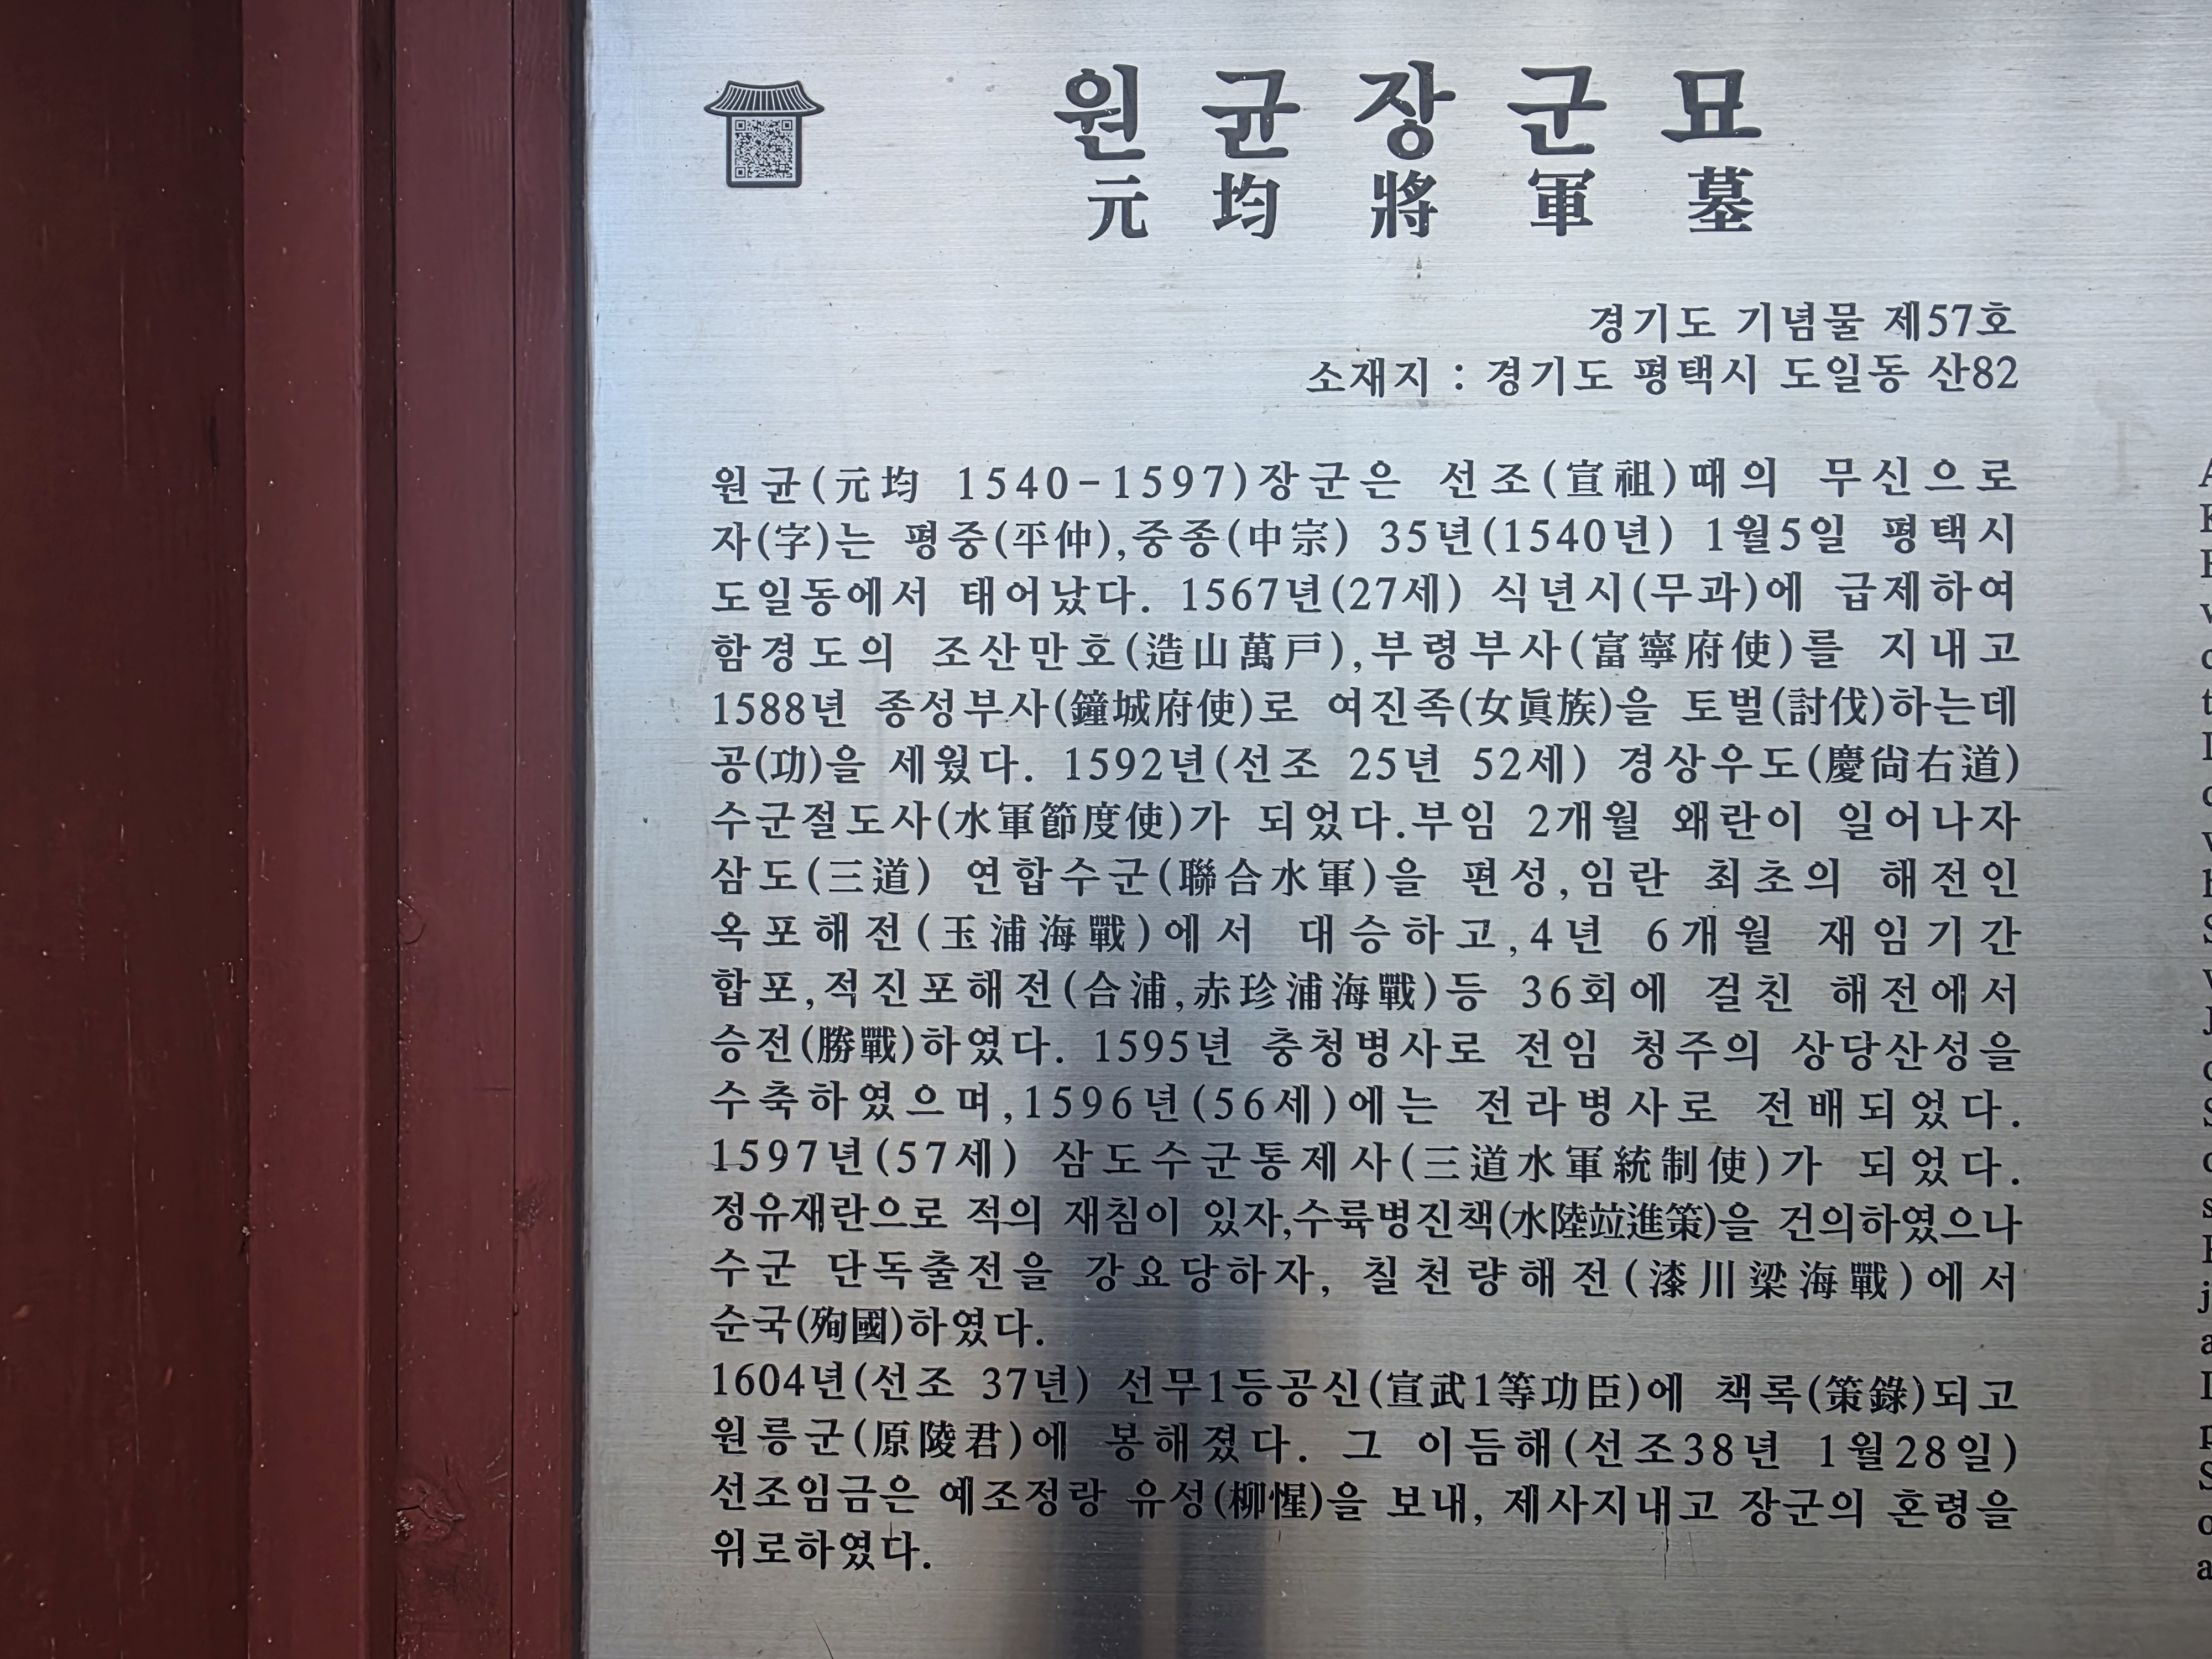 원균장군묘
元均將軍墓
경기도 기념물 제57호
소재지 : 경기도 평택시 도일동 산82
원균(元均 1540-1597)장군은 선조(宣祖)때의 무신으로
자(字)는 평중(平仲),중종(中宗) 35년(1540년) 1월5일 평택시
도일동에서 태어났다. 1567년(27세) 식년시(무과)에 급제하여
함경도의 조산만호(造山萬戶),부령부사(富寧府使)를 지내고
1588년 종성부사(鐘城府使)로 여진족(女眞族)을 토벌(討伐)하는데
공(功)을 세웠다. 1592년(선조 25년 52세) 경상우도(慶尙右道)
수군절도사(水軍節度使)가 되었다.부임 2개월 왜란이 일어나자
삼도(三道) 연합수군(聯合水軍)을 편성,임란 최초의 해전인
옥포해전(玉浦海戰)에서 대승하고,4년 6개월 재임기간
합포,적진포해전(合浦,赤珍浦海戰)등 36회에 걸친 해전에서
승전(勝戰)하였다. 1595년 충청병사로 전임 청주의 상당산성을
수축하였으며,1596년(56세)에는 전라병사로 전배되었다.
1597년(57세) 삼도수군통제사(三道水軍統制使)가 되었다.
정유재란으로 적의 재침이 있자,수륙병진책(水陸竝進策)을 건의하였으나
수군 단독출전을 강요당하자, 칠천량해전(漆川梁海戰)에서
순국(殉國)하였다.
1604년(선조 37년) 선무1등공신(宣武1等功臣)에 책록(策錄)되고
원릉군(原陵君)에 봉해졌다. 그 이듬해(선조38년 1월28일)
선조임금은 예조정랑 유성(柳惺)을 보내, 제사지내고 장군의 혼령을
위로하였다.